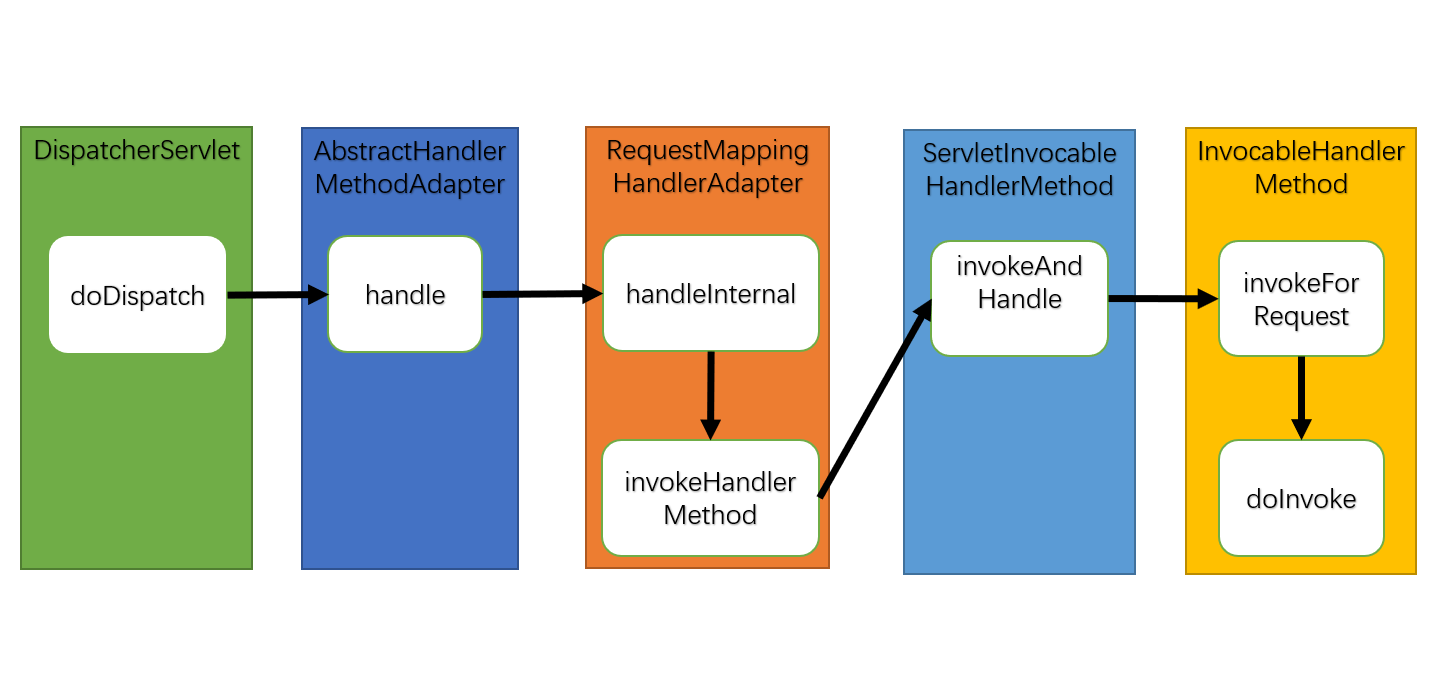 DispatcherServlet
doDispatch
AbstractHandler
MethodAdapter
handle
RequestMapping
HandlerAdapter
handleInternal
invokeHandler
Method
ServletInvocable
HandlerMethod
invokeAnd
Handle
InvocableHandler
Method
invokeFor
Request
doInvoke